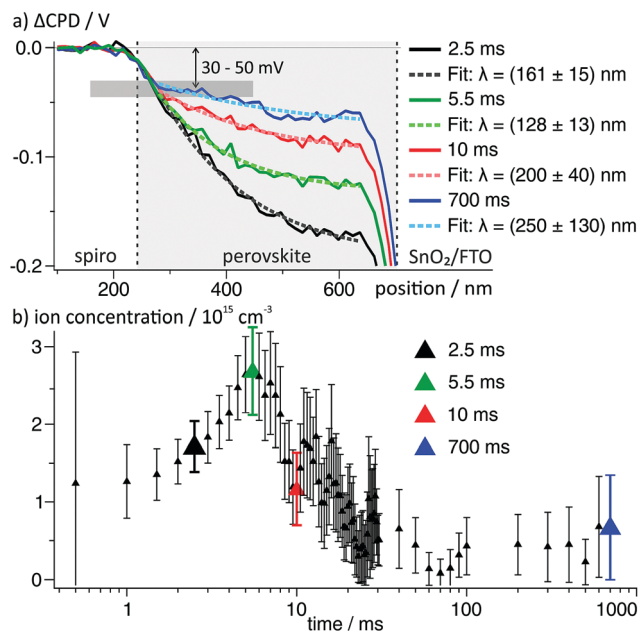 a) ΔCPD / V
0.0
-0.1
-0.2
30 - 50 mV
2.5 ms
Fit: λ = (161 ± 15) nm
5.5 ms
Fit: λ = (128 ± 13) nm
10 ms
Fit: λ = (200 ± 40) nm
700 ms
Fit: λ = (250 ± 130) nm
spiro perovskite SnO₂/FTO
200 400 600 position / nm
b) ion concentration / 10¹⁵ cm⁻³
3
2
1
0
2.5 ms
5.5 ms
10 ms
700 ms
1 10 100 1000
time / ms